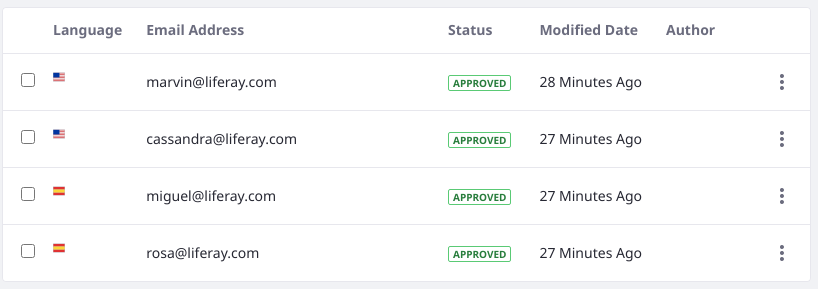 Language Email Address Status Modified Date Author
marvin@liferay.com APPROVED 28 Minutes Ago
cassandra@liferay.com APPROVED 27 Minutes Ago
miguel@liferay.com APPROVED 27 Minutes Ago
rosa@liferay.com APPROVED 27 Minutes Ago